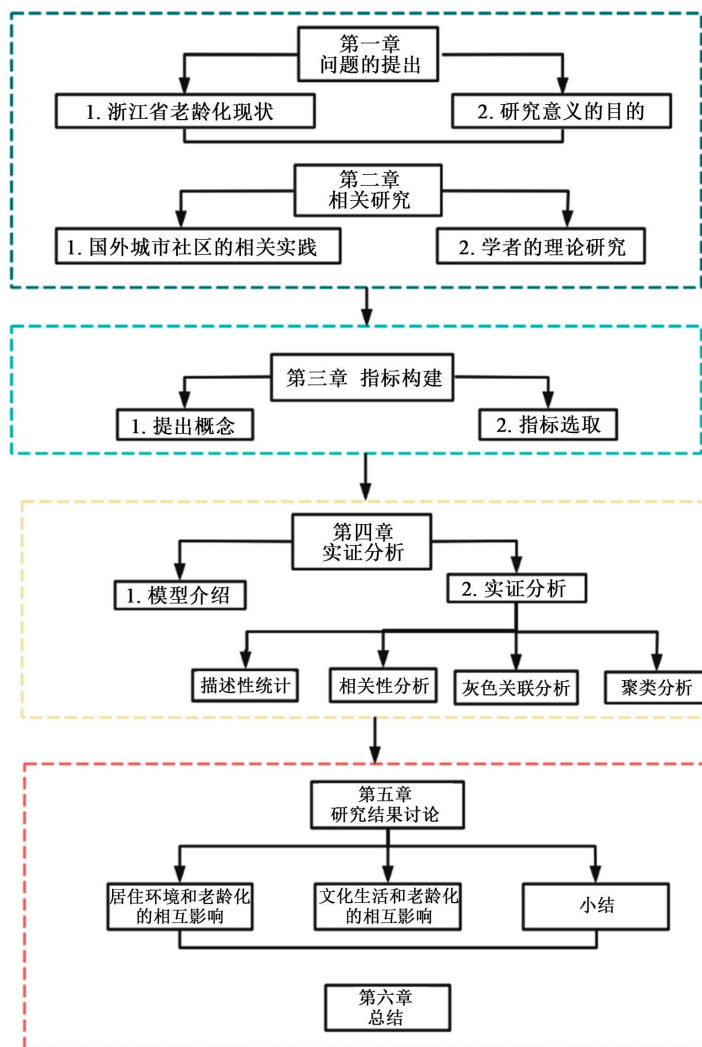 第一章
问题的提出
1. 浙江省老龄化现状
2. 研究意义的目的
第二章
相关研究
1. 国外城市社区的相关实践
2. 学者的理论研究
第三章 指标构建
1. 提出概念
2. 指标选取
第四章
实证分析
1. 模型介绍
2. 实证分析
描述性统计
相关性分析
灰色关联分析
聚类分析
第五章
研究结果讨论
居住环境和老龄化
的相互影响
文化生活和老龄化
的相互影响
小结
第六章
总结